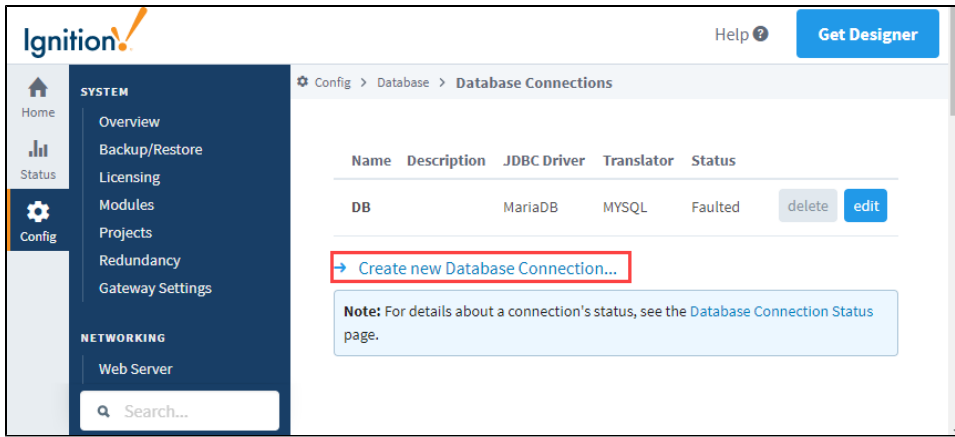 Ignition!
Help
Get Designer
Home
Status
Config
SYSTEM
Overview
Backup/Restore
Licensing
Modules
Projects
Redundancy
Gateway Settings
NETWORKING
Web Server
Search...
Config > Database > Database Connections
Name Description JDBC Driver Translator Status
DB MariaDB MYSQL Faulted delete edit
→ Create new Database Connection...
Note: For details about a connection's status, see the Database Connection Status
page.